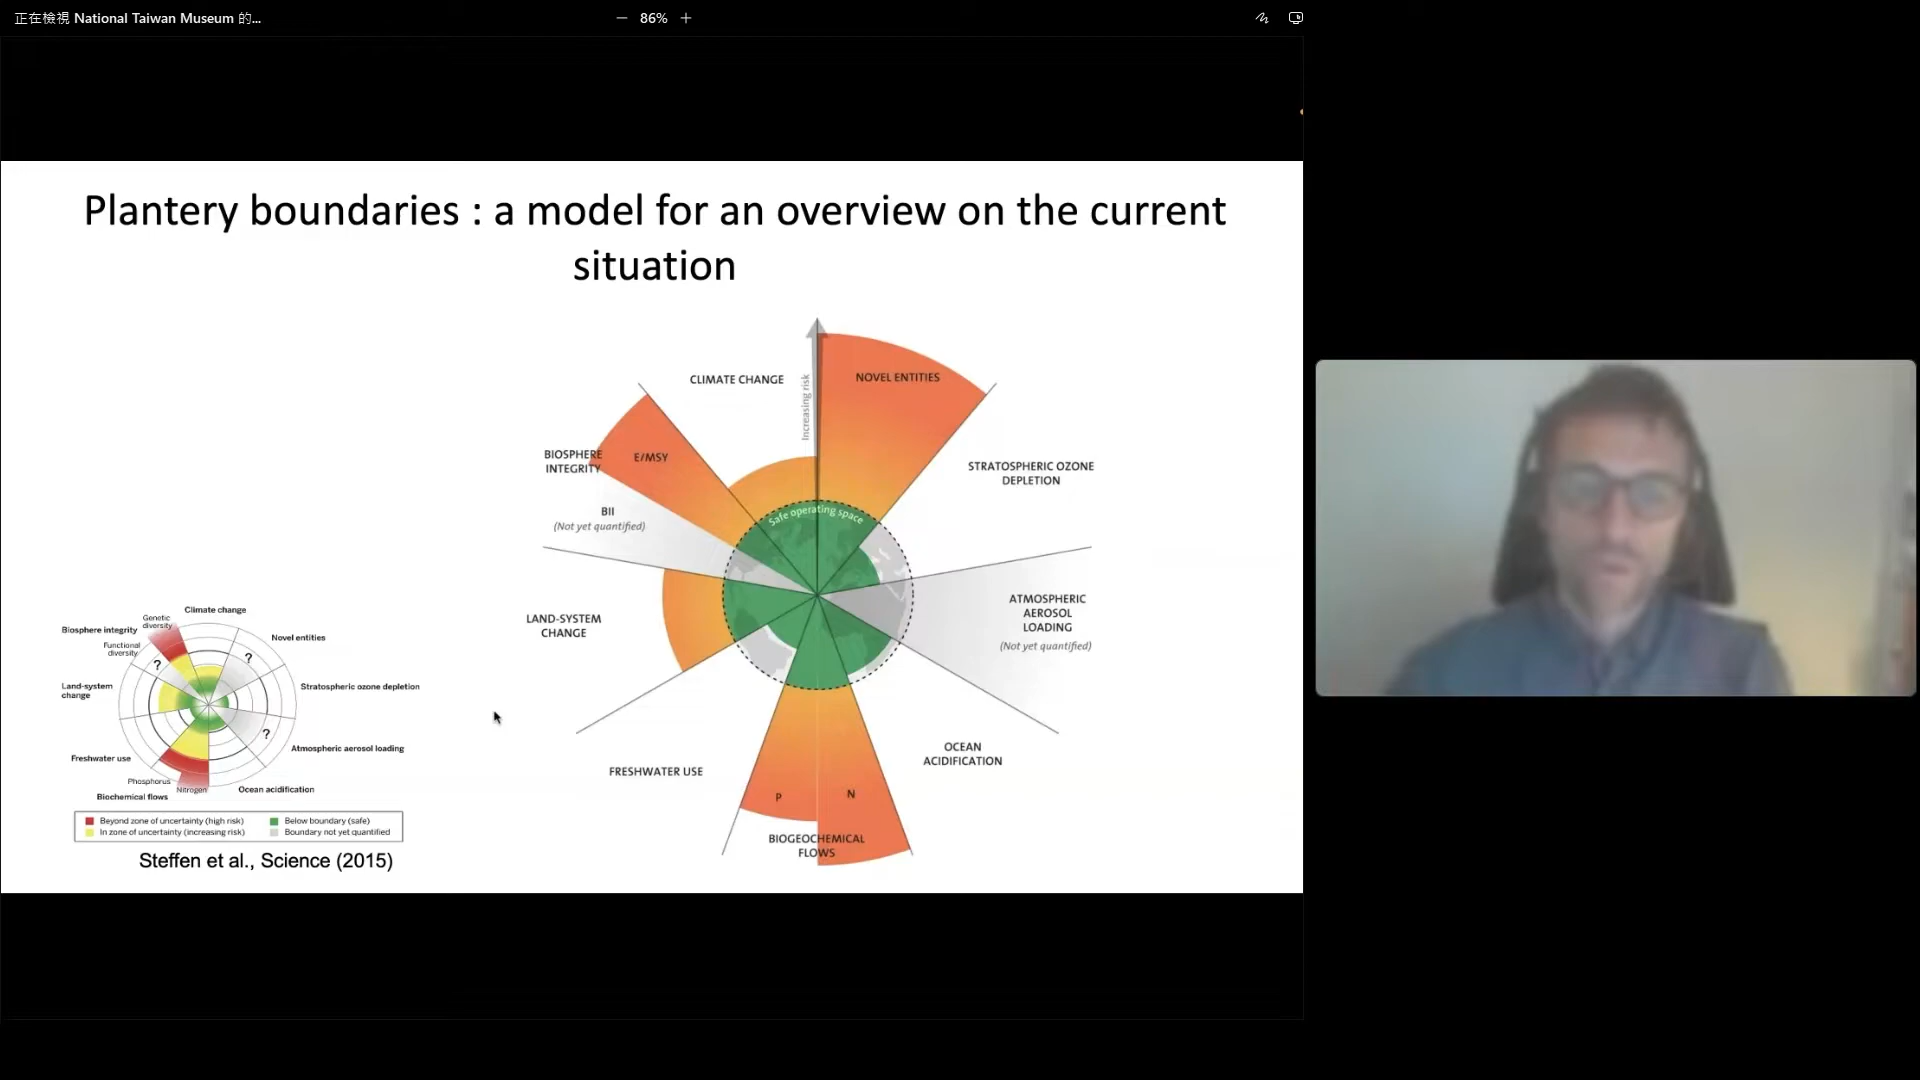 正在檢視 National Taiwan Museum 的...
86%
Plantery boundaries : a model for an overview on the current
situation
Increasing risk
CLIMATE CHANGE
NOVEL ENTITIES
BIOSPHERE
INTEGRITY
E/MSY
STRATOSPHERIC OZONE
DEPLETION
BII
(Not yet quantified)
Safe operating space
LAND-SYSTEM
CHANGE
ATMOSPHERIC
AEROSOL
LOADING
(Not yet quantified)
FRESHWATER USE
OCEAN
ACIDIFICATION
P
N
BIOGEOCHEMICAL
FLOWS
Climate change
Genetic
diversity
Biosphere integrity
Novel entities
Functional
diversity
?
?
Land-system
change
Stratospheric ozone depletion
?
Atmospheric aerosol loading
Freshwater use
Phosphorus
Nitrogen
Ocean acidification
Biochemical flows
Beyond zone of uncertainty (high risk)
Below boundary (safe)
In zone of uncertainty (increasing risk)
Boundary not yet quantified
Steffen et al., Science (2015)